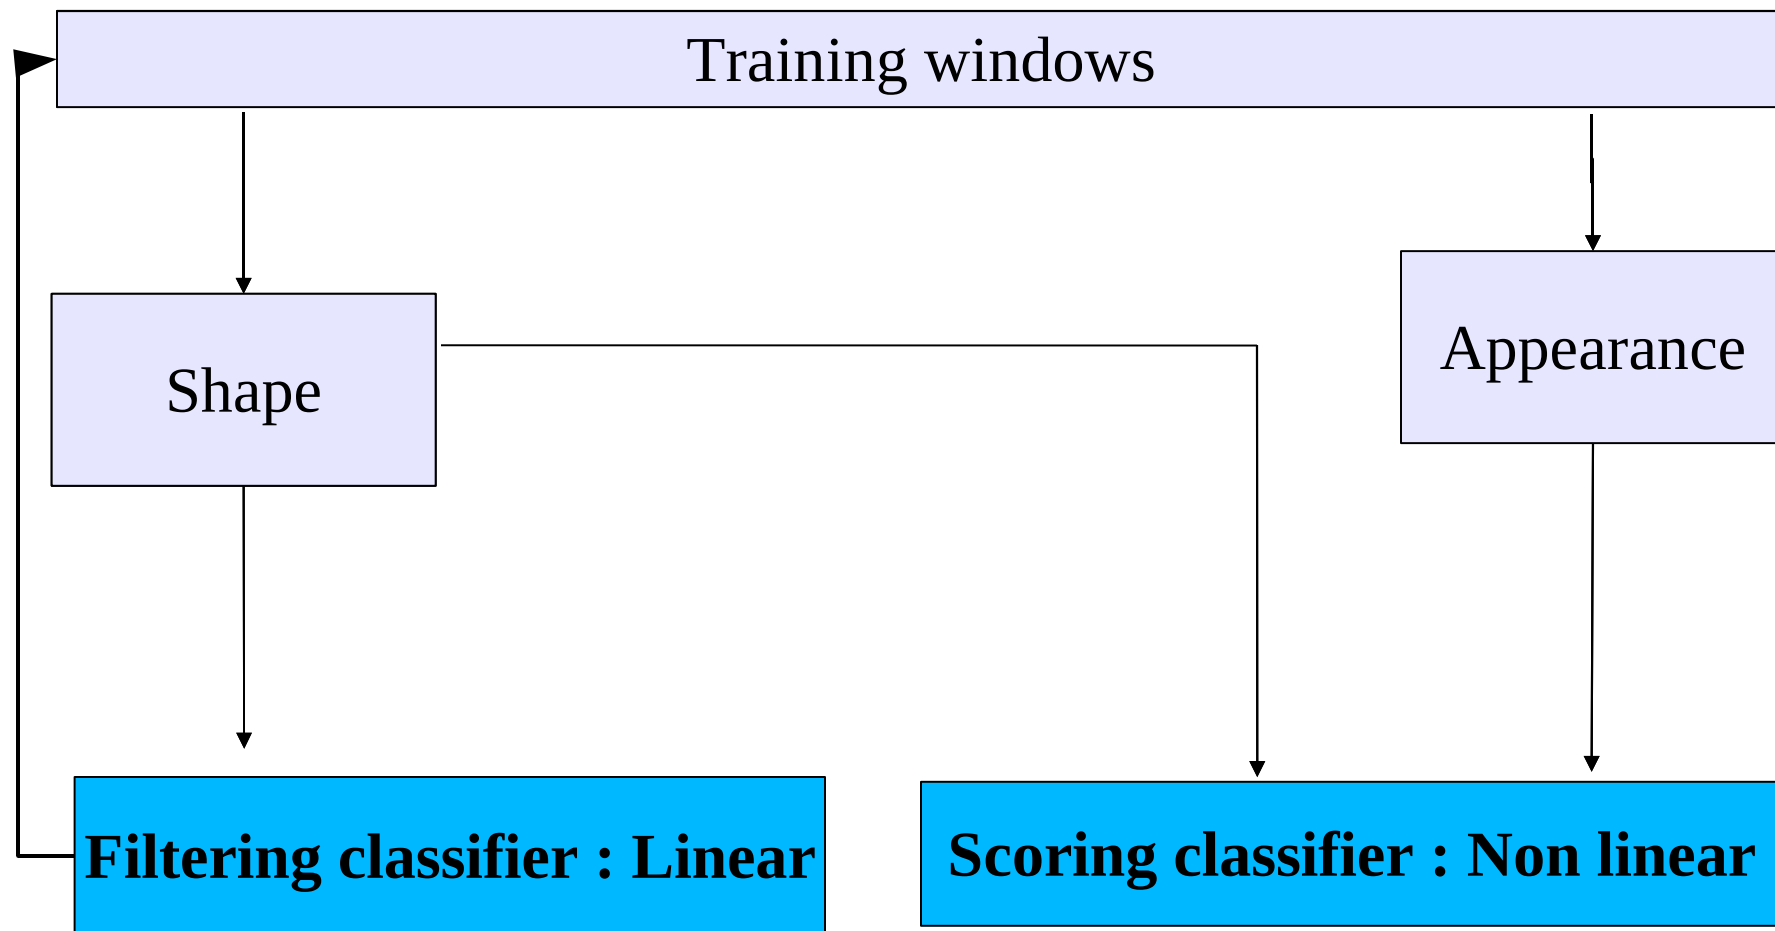 Training windows
Appearance
Shape
Filtering classifier : Linear
Scoring classifier : Non linear